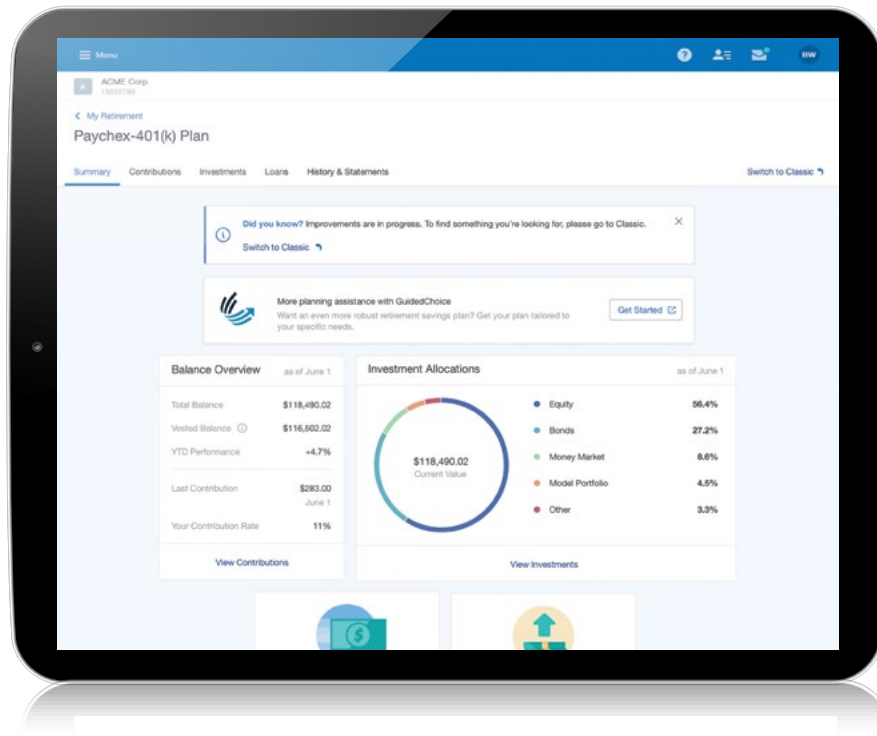 Menu
?
BW
A
ACME Corp
15022799
My Retirement
Paychex-401(k) Plan
Summary Contributions Investments Loans History & Statements Switch to Classic
Did you know? Improvements are in progress. To find something you're looking for, please go to Classic.
Switch to Classic
More planning assistance with GuidedChoice
Want an even more robust retirement savings plan? Get your plan tailored to
your specific needs.
Get Started
Balance Overview as of June 1
Total Balance $118,490.02
Vested Balance $116,502.02
YTD Performance +4.7%
Last Contribution $283.00
June 1
Your Contribution Rate 11%
View Contributions
Investment Allocations as of June 1
$118,490.02
Current Value
Equity 56.4%
Bonds 27.2%
Money Market 8.6%
Model Portfolio 4.5%
Other 3.3%
View Investments
$